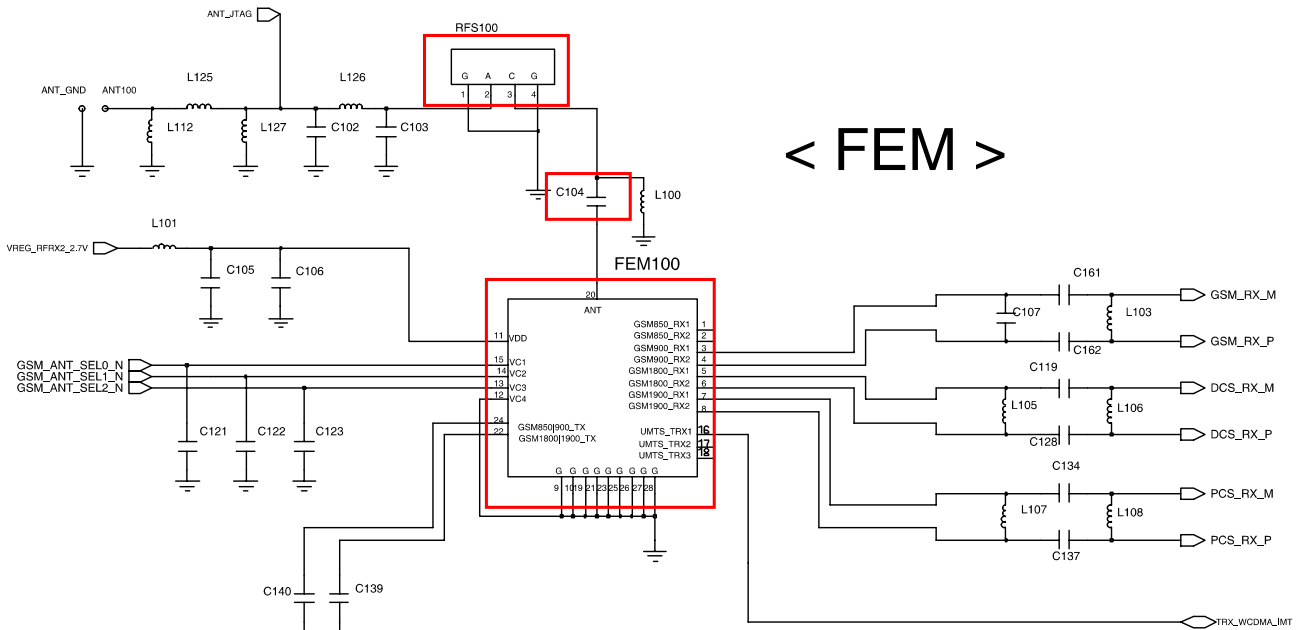 ANT_JTAG
RFS100
G A C G
1 2 3 4
L125
L126
ANT_GND
ANT100
L112
L127
C102
C103
< FEM >
C104
L100
L101
VREG_RFRX2_2.7V
C105
C106
FEM100
20
ANT
11 VDD
GSM_ANT_SEL0_N
15 VC1
GSM_ANT_SEL1_N
14 VC2
GSM_ANT_SEL2_N
13 VC3
12 VC4
24 GSM850|900_TX
22 GSM1800|1900_TX
GSM850_RX1 1
GSM850_RX2 2
GSM900_RX1 3
GSM900_RX2 4
GSM1800_RX1 5
GSM1800_RX2 6
GSM1900_RX1 7
GSM1900_RX2 8
UMTS_TRX1 16
UMTS_TRX2 17
UMTS_TRX3 18
G G G G G G G G G
9 10 19 21 23 25 26 27 28
C121
C122
C123
C140
C139
C161
GSM_RX_M
C107
L103
GSM_RX_P
C162
C119
DCS_RX_M
L105
L106
DCS_RX_P
C128
C134
PCS_RX_M
L107
L108
PCS_RX_P
C137
TRX_WCDMA_IMT